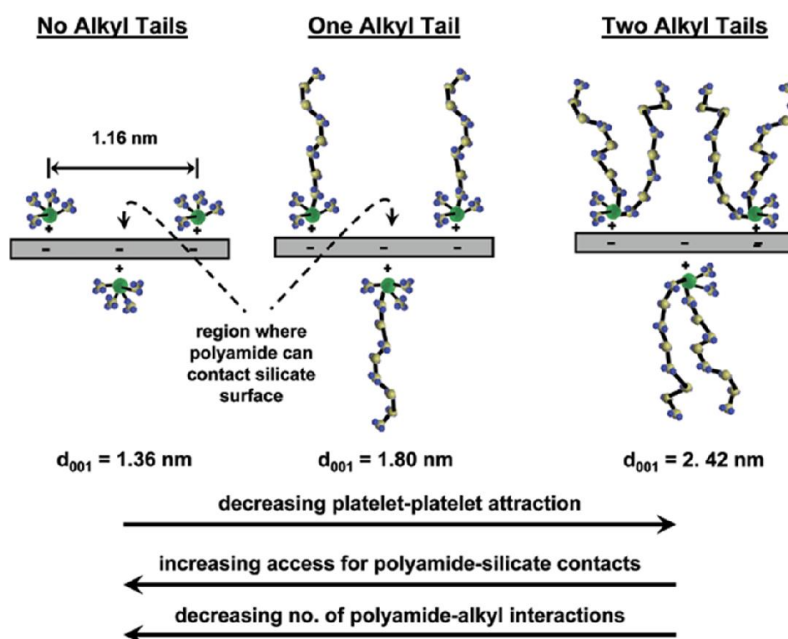 No Alkyl Tails
One Alkyl Tail
Two Alkyl Tails
1.16 nm
+
+
- - -
+
+
+
- - -
+
+
+
- - =
+
region where
polyamide can
contact silicate
surface
d001 = 1.36 nm
d001 = 1.80 nm
d001 = 2. 42 nm
decreasing platelet-platelet attraction
increasing access for polyamide-silicate contacts
decreasing no. of polyamide-alkyl interactions